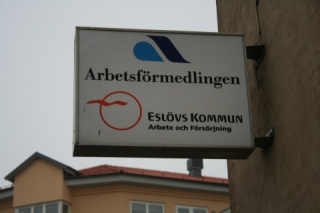 Arbetsförmedlingen
ESLÖVS KOMMUN
Arbete och Försörjning